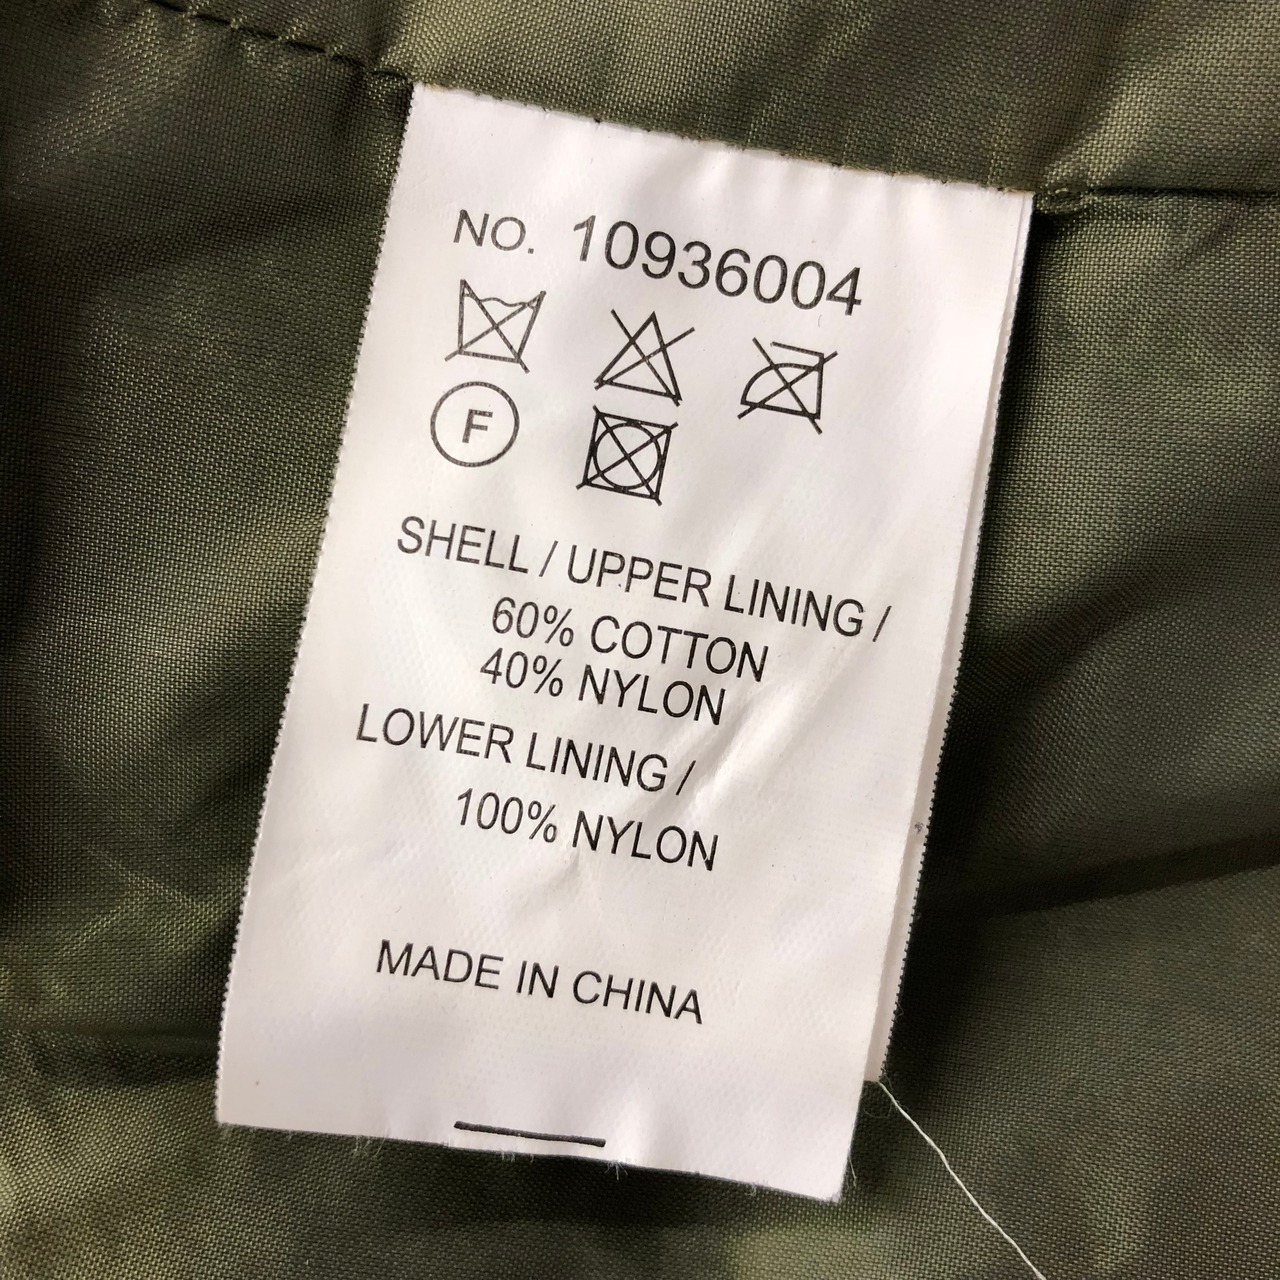 NO. 10936004
F
SHELL / UPPER LINING /
60% COTTON
40% NYLON
LOWER LINING /
100% NYLON
MADE IN CHINA